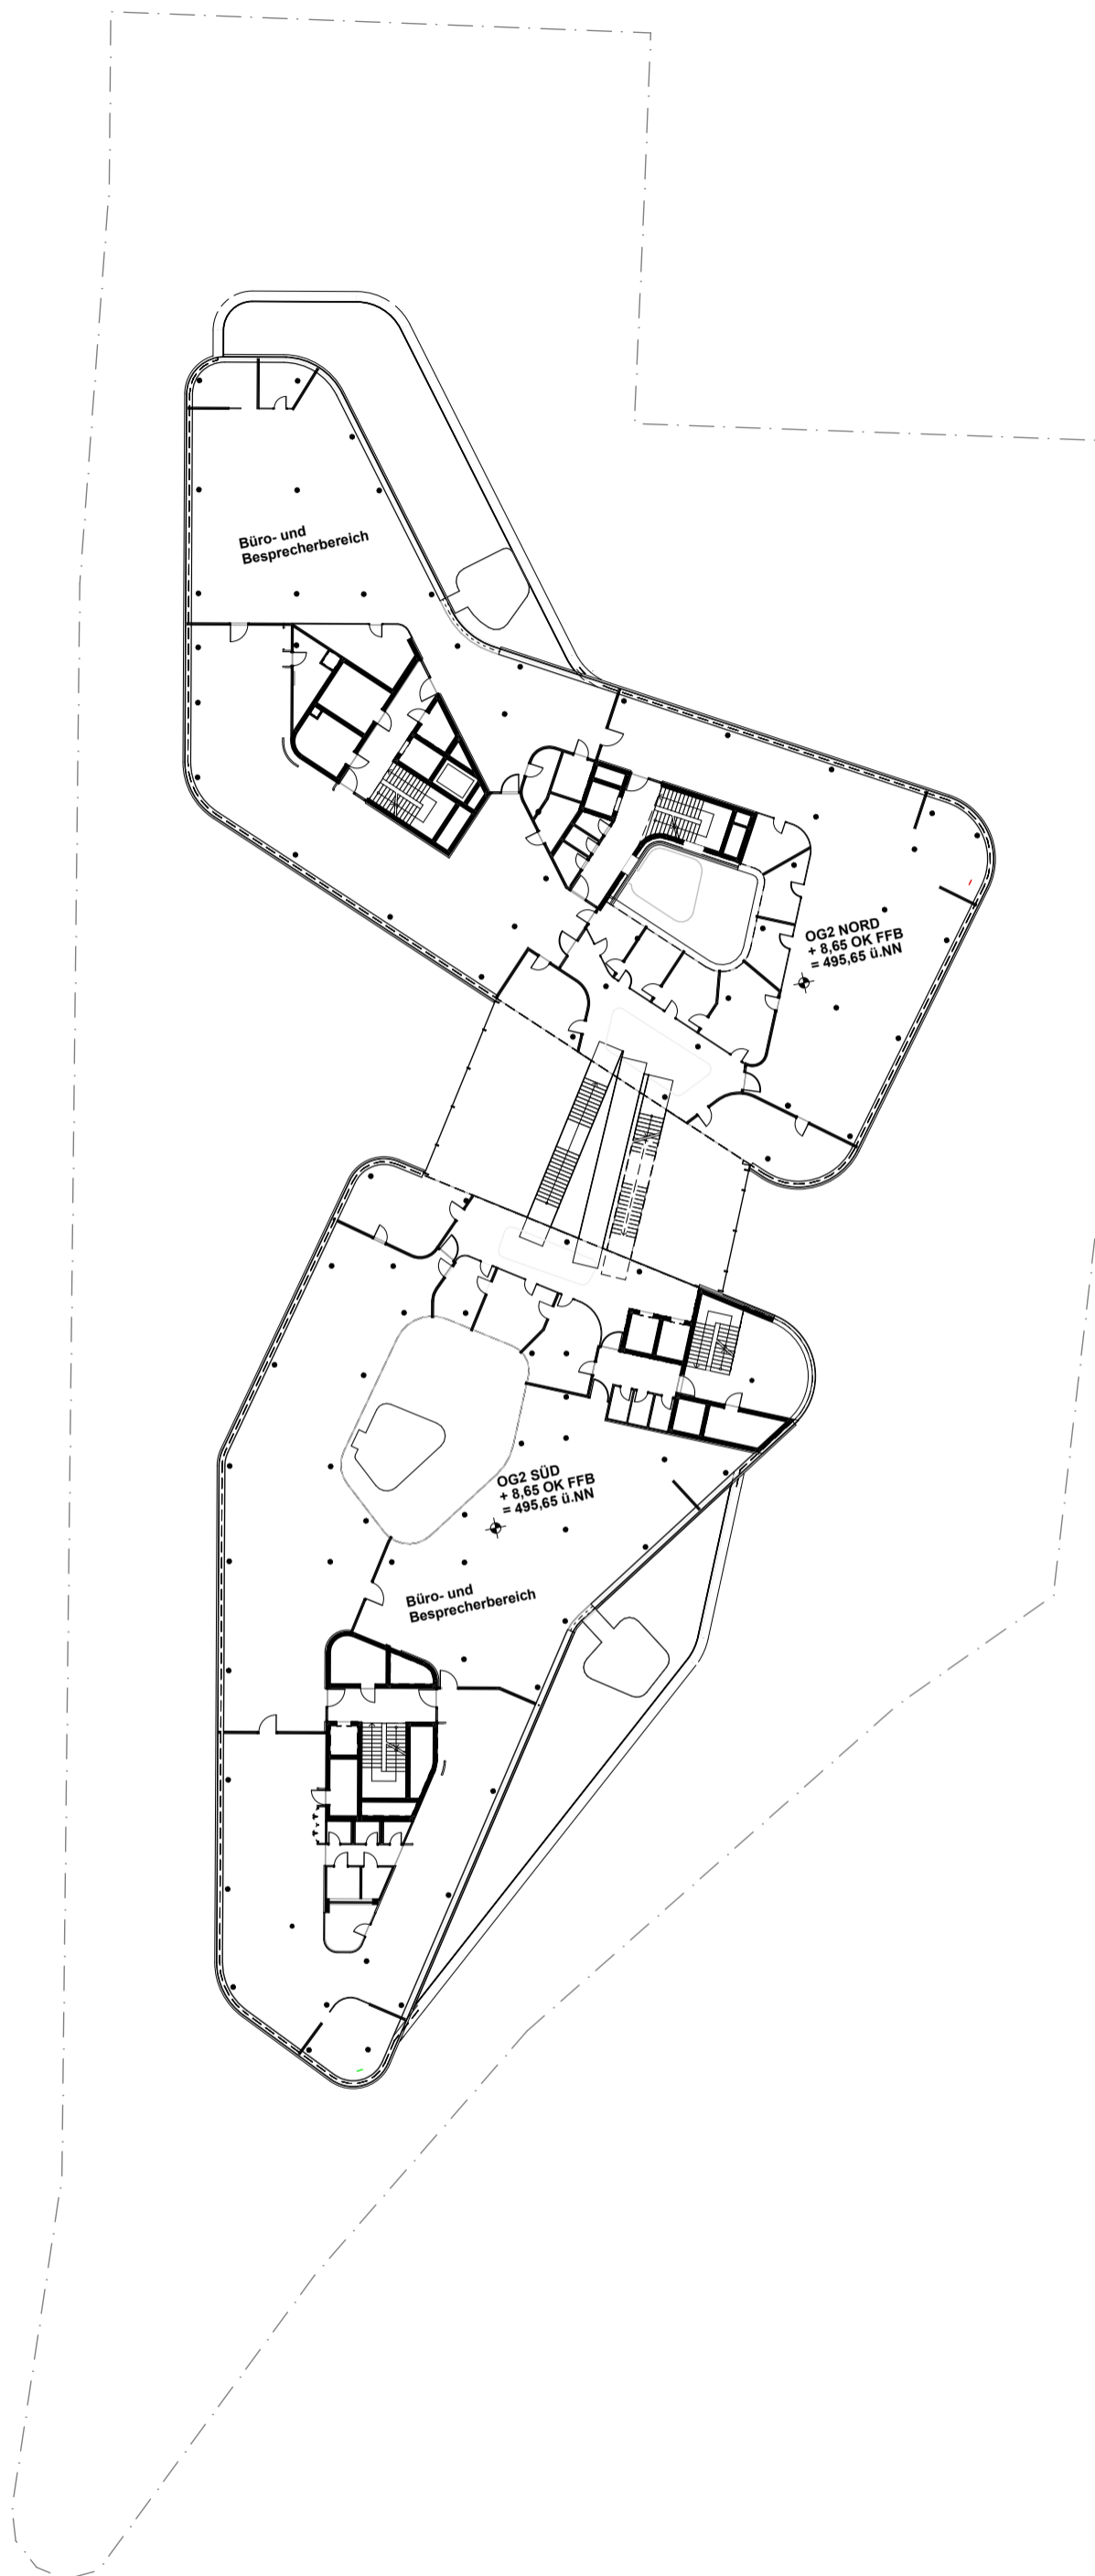 Büro- und
Besprecherbereich
OG2 NORD
+ 8,65 OK FFB
= 495,65 ü.NN
OG2 SÜD
+ 8,65 OK FFB
= 495,65 ü.NN
Büro- und
Besprecherbereich